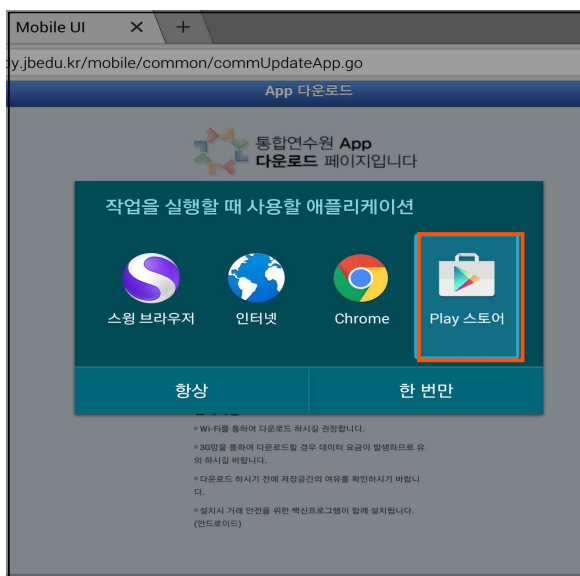 Mobile UI
y.jbedu.kr/mobile/common/commUpdateApp.go
App 다운로드
통합연수원 App
다운로드 페이지입니다
작업을 실행할 때 사용할 애플리케이션
스윙 브라우저 인터넷 Chrome Play 스토어
항상 한 번만
Wi-Fi를 통하여 다운로드 하시길 권장합니다.
3G망을 통하여 다운로드할 경우 데이터 요금이 발생하므로 유
의 하시길 바랍니다.
다운로드 하시기 전에 저장공간의 여유를 확인하시기 바랍니
다.
설치시 거래 안전을 위한 백신프로그램이 함께 설치됩니다.
(안드로이드)